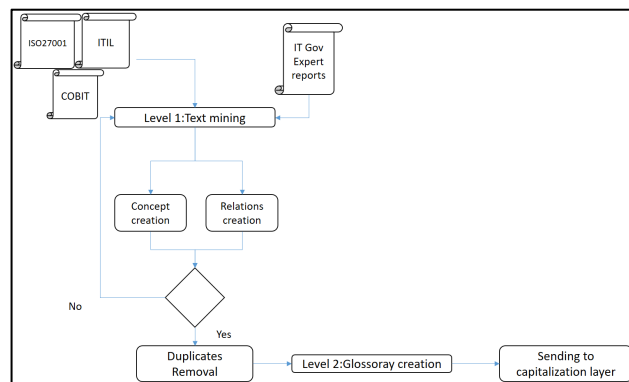 ISO27001
ITIL
COBIT
IT Gov
Expert
reports
Level 1:Text mining
Concept
creation
Relations
creation
No
Yes
Duplicates
Removal
Level 2:Glossoray creation
Sending to
capitalization layer